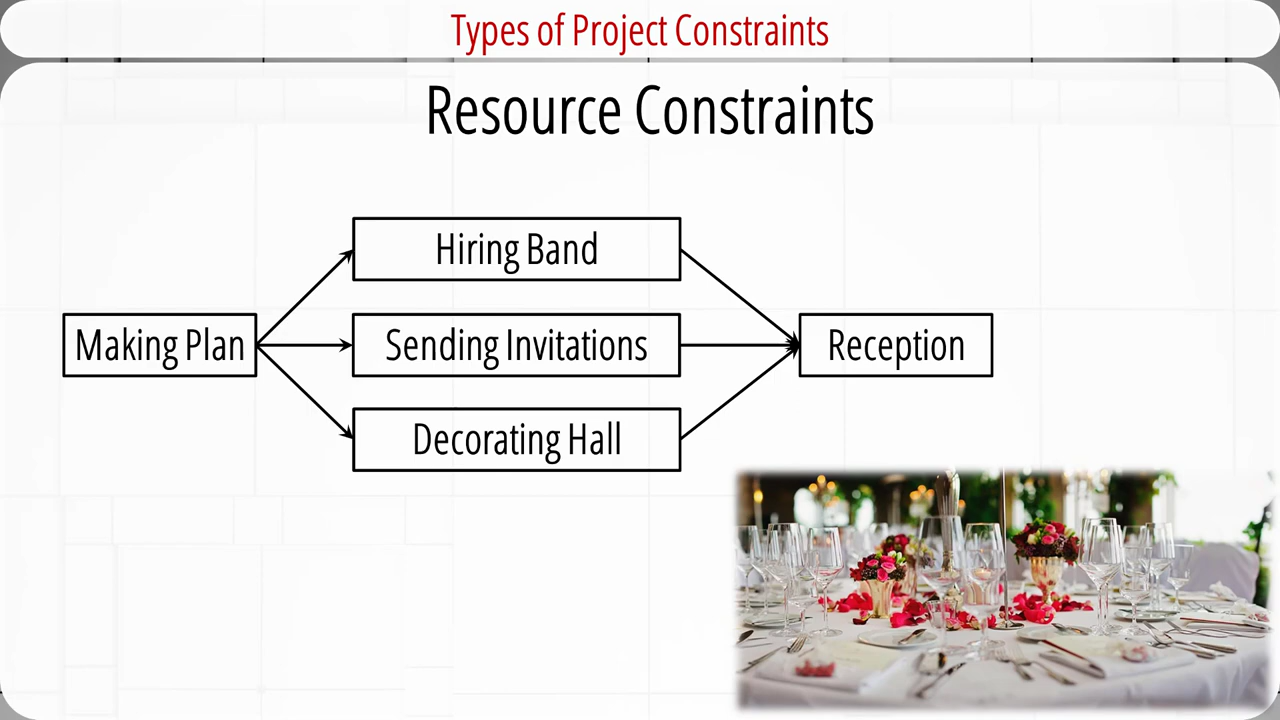 Types of Project Constraints
Resource Constraints
Hiring Band
Making Plan
Sending Invitations
Reception
Decorating Hall